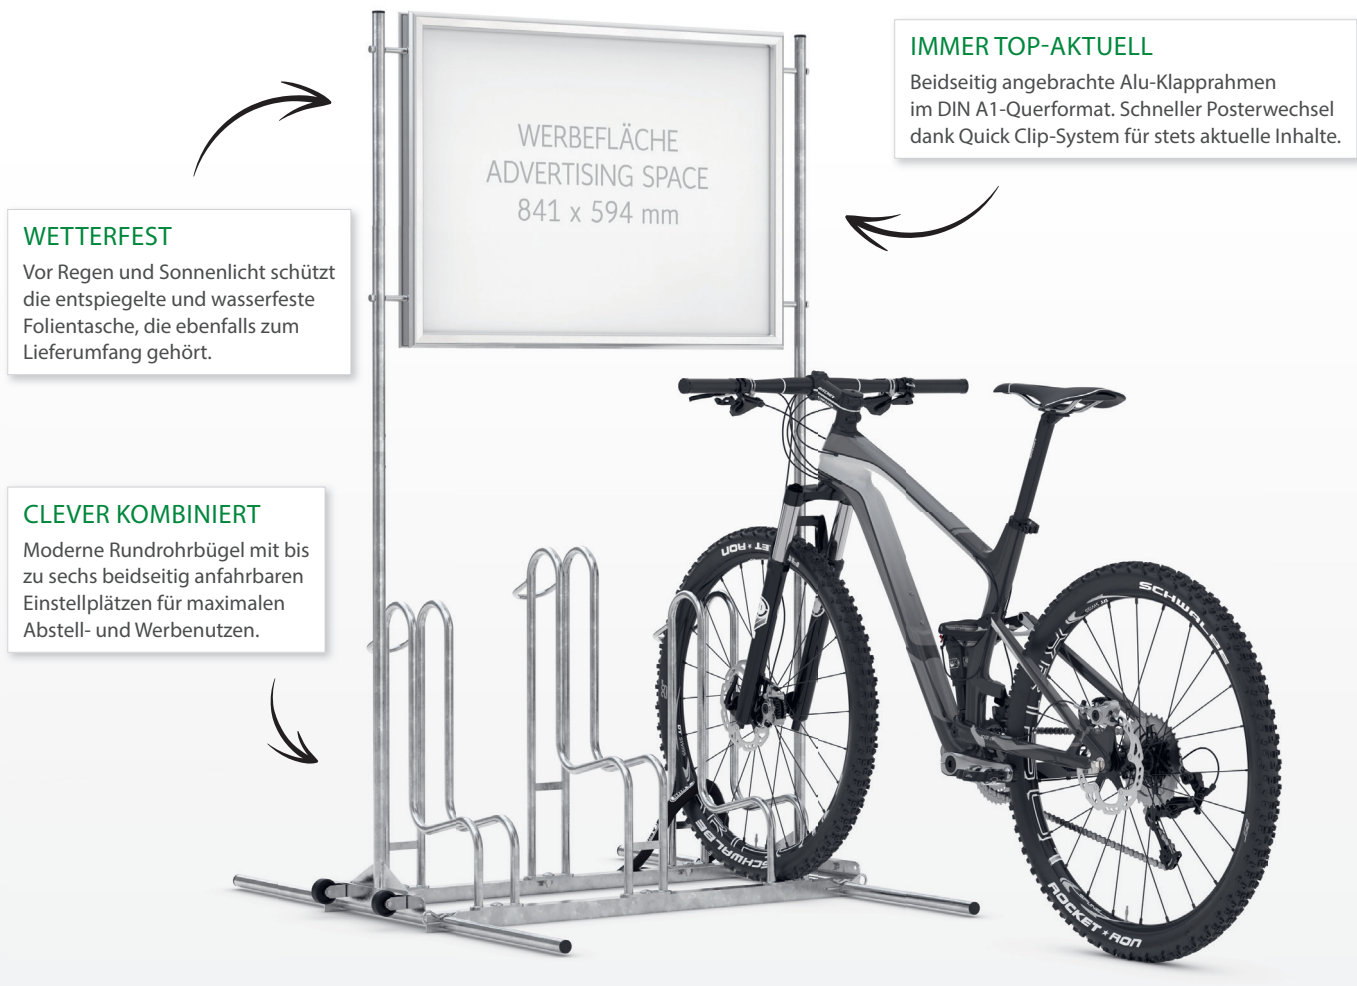 IMMER TOP-AKTUELL
Beidseitig angebrachte Alu-Klapprahmen
im DIN A1-Querformat. Schneller Posterwechsel
dank Quick Clip-System für stets aktuelle Inhalte.
WERBEFLÄCHE
ADVERTISING SPACE
841 x 594 mm
WETTERFEST
Vor Regen und Sonnenlicht schützt
die entspiegelte und wasserfeste
Folientasche, die ebenfalls zum
Lieferumfang gehört.
CLEVER KOMBINIERT
Moderne Rundrohrbügel mit bis
zu sechs beidseitig anfahrbaren
Einstellplätzen für maximalen
Abstell- und Werbenutzen.
SCHWALBE
ROCKET ★ RON
SCHWALBE
ET ★ RON